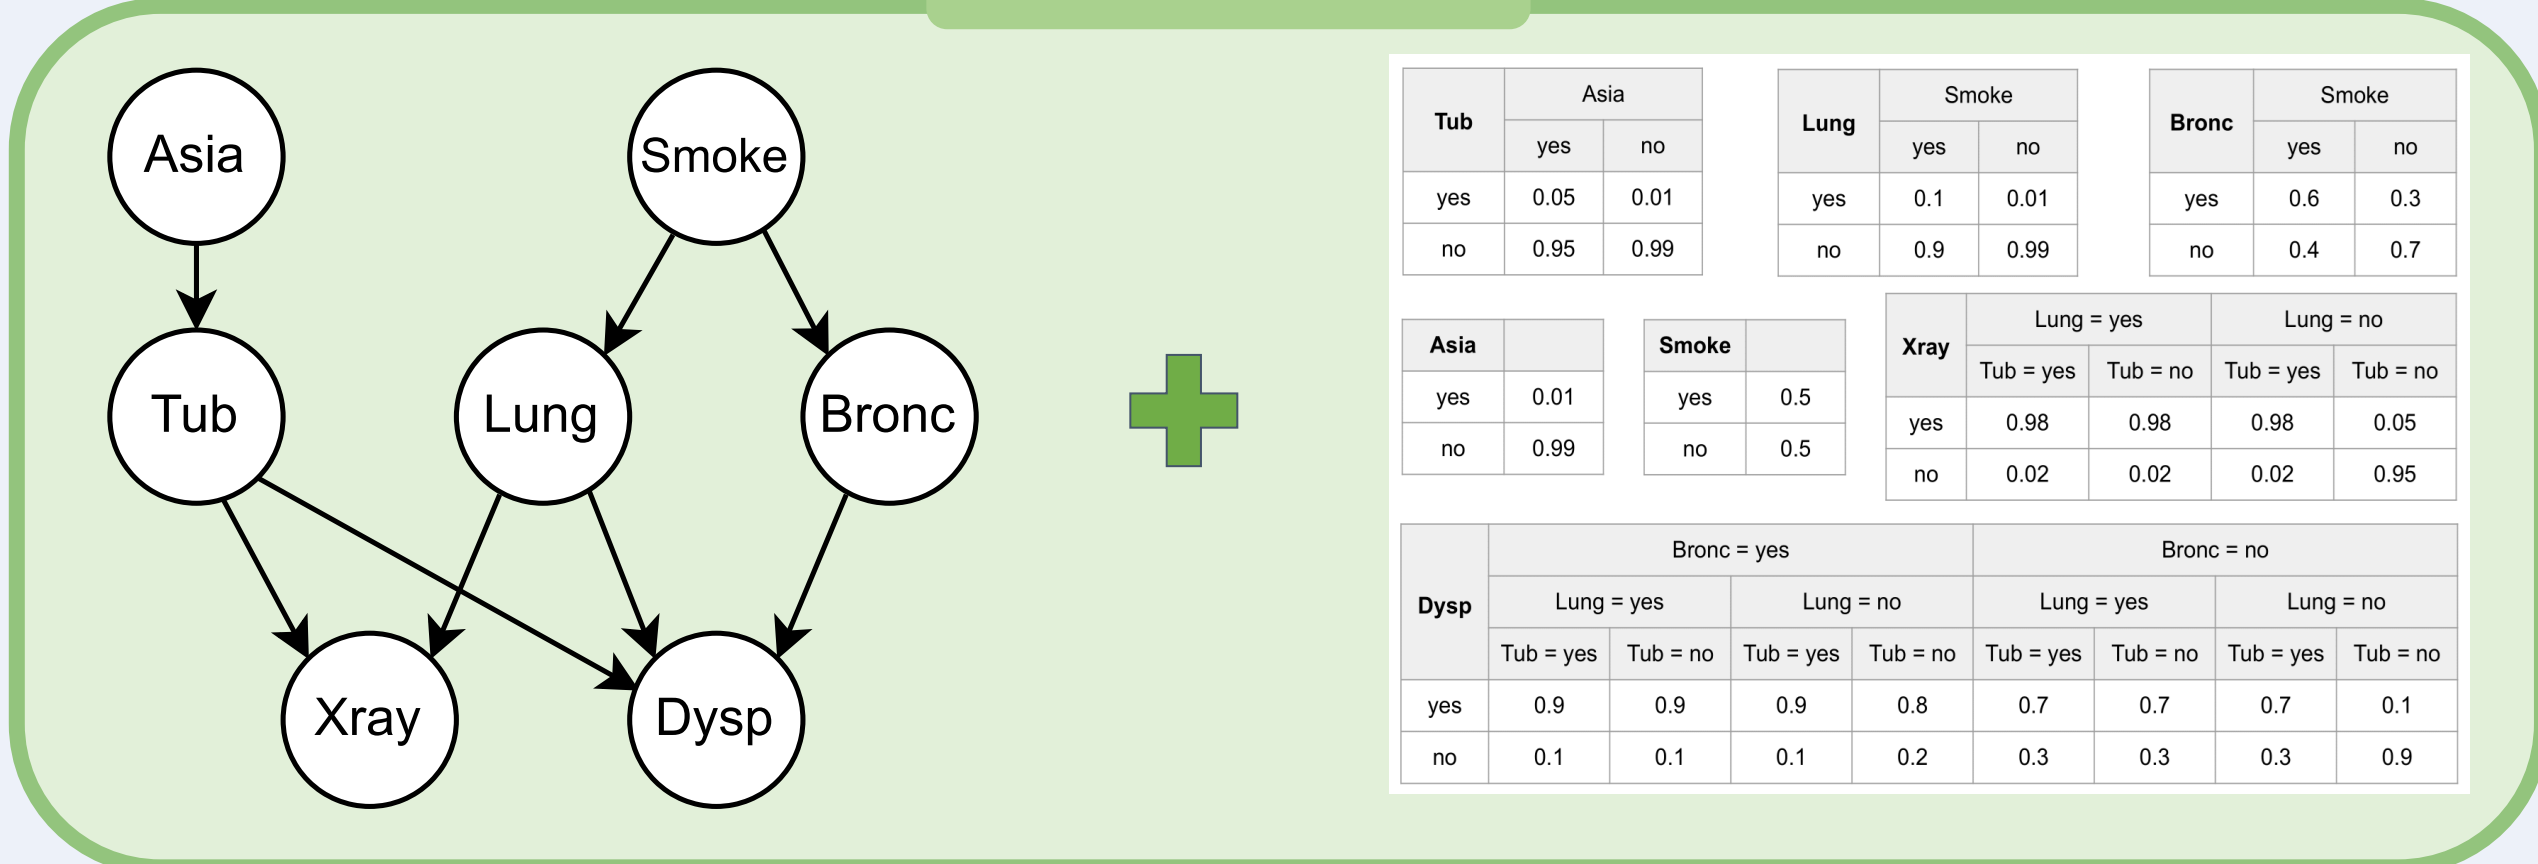 Asia
Smoke
Tub
Lung
Bronc
Xray
Dysp
Tub Asia
yes no
yes 0.05 0.01
no 0.95 0.99
Lung Smoke
yes no
yes 0.1 0.01
no 0.9 0.99
Bronc Smoke
yes no
yes 0.6 0.3
no 0.4 0.7
Asia
yes 0.01
no 0.99
Smoke
yes 0.5
no 0.5
Xray Lung = yes Lung = no
Tub = yes Tub = no Tub = yes Tub = no
yes 0.98 0.98 0.98 0.05
no 0.02 0.02 0.02 0.95
Dysp Bronc = yes Bronc = no
Lung = yes Lung = no Lung = yes Lung = no
Tub = yes Tub = no Tub = yes Tub = no Tub = yes Tub = no Tub = yes Tub = no
yes 0.9 0.9 0.9 0.8 0.7 0.7 0.7 0.1
no 0.1 0.1 0.1 0.2 0.3 0.3 0.3 0.9